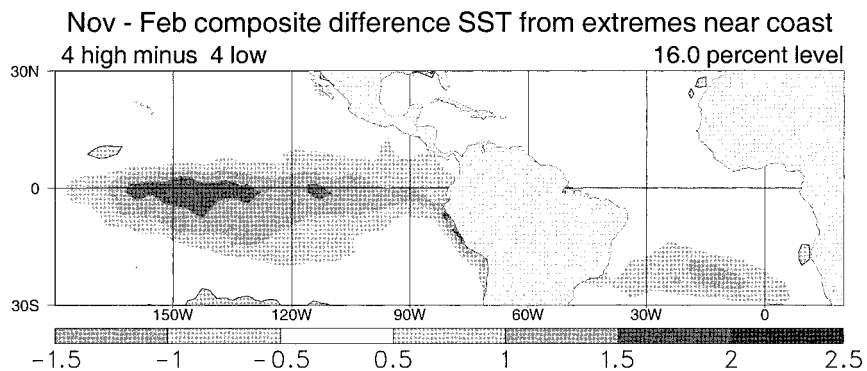 Nov - Feb composite difference SST from extremes near coast
4 high minus 4 low 16.0 percent level
30N
0
30S
150W 120W 90W 60W 30W 0
-1.5 -1 -0.5 0.5 1 1.5 2 2.5